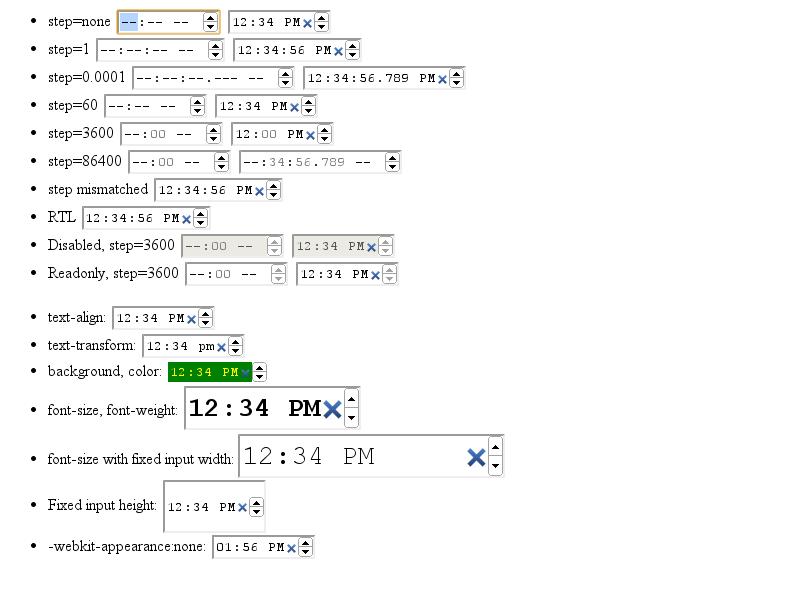 step=none --:-- -- 12:34 PM
step=1 --:--:-- -- 12:34:56 PM
step=0.0001 --:--:--.--- -- 12:34:56.789 PM
step=60 --:-- -- 12:34 PM
step=3600 --:00 -- 12:00 PM
step=86400 --:00 -- --:34:56.789 --
step mismatched 12:34:56 PM
RTL 12:34:56 PM
Disabled, step=3600 --:00 -- 12:34 PM
Readonly, step=3600 --:00 -- 12:34 PM
text-align: 12:34 PM
text-transform: 12:34 pm
background, color: 12:34 PM
font-size, font-weight: 12:34 PM
font-size with fixed input width: 12:34 PM
Fixed input height: 12:34 PM
-webkit-appearance:none: 01:56 PM